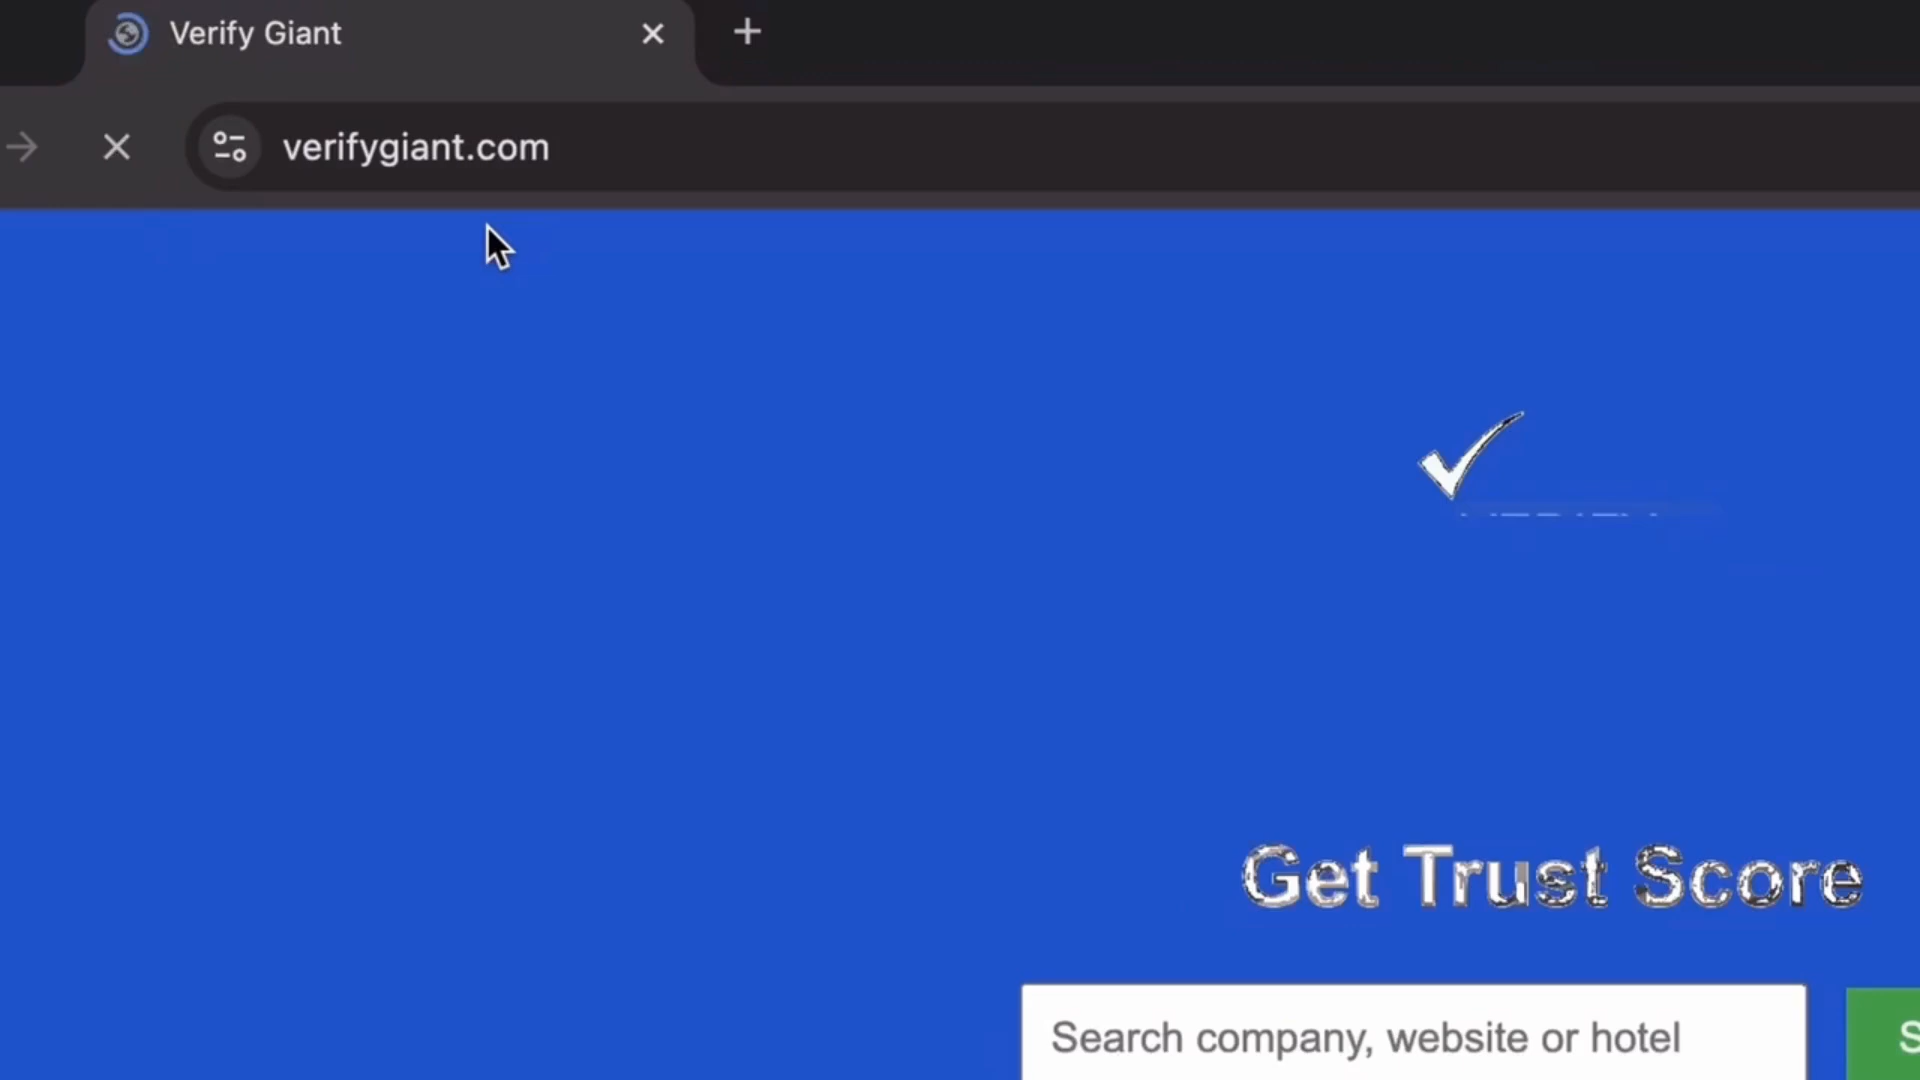 Verify Giant
verifygiant.com
Get Trust Score
Search company, website or hotel